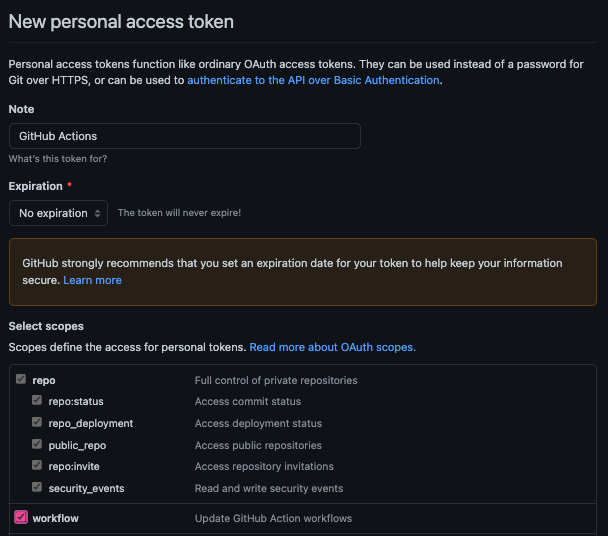 New personal access token
Personal access tokens function like ordinary OAuth access tokens. They can be used instead of a password for
Git over HTTPS, or can be used to authenticate to the API over Basic Authentication.
Note
GitHub Actions
What's this token for?
Expiration *
No expiration The token will never expire!
GitHub strongly recommends that you set an expiration date for your token to help keep your information
secure. Learn more
Select scopes
Scopes define the access for personal tokens. Read more about OAuth scopes.
repo Full control of private repositories
repo:status Access commit status
repo_deployment Access deployment status
public_repo Access public repositories
repo:invite Access repository invitations
security_events Read and write security events
workflow Update GitHub Action workflows